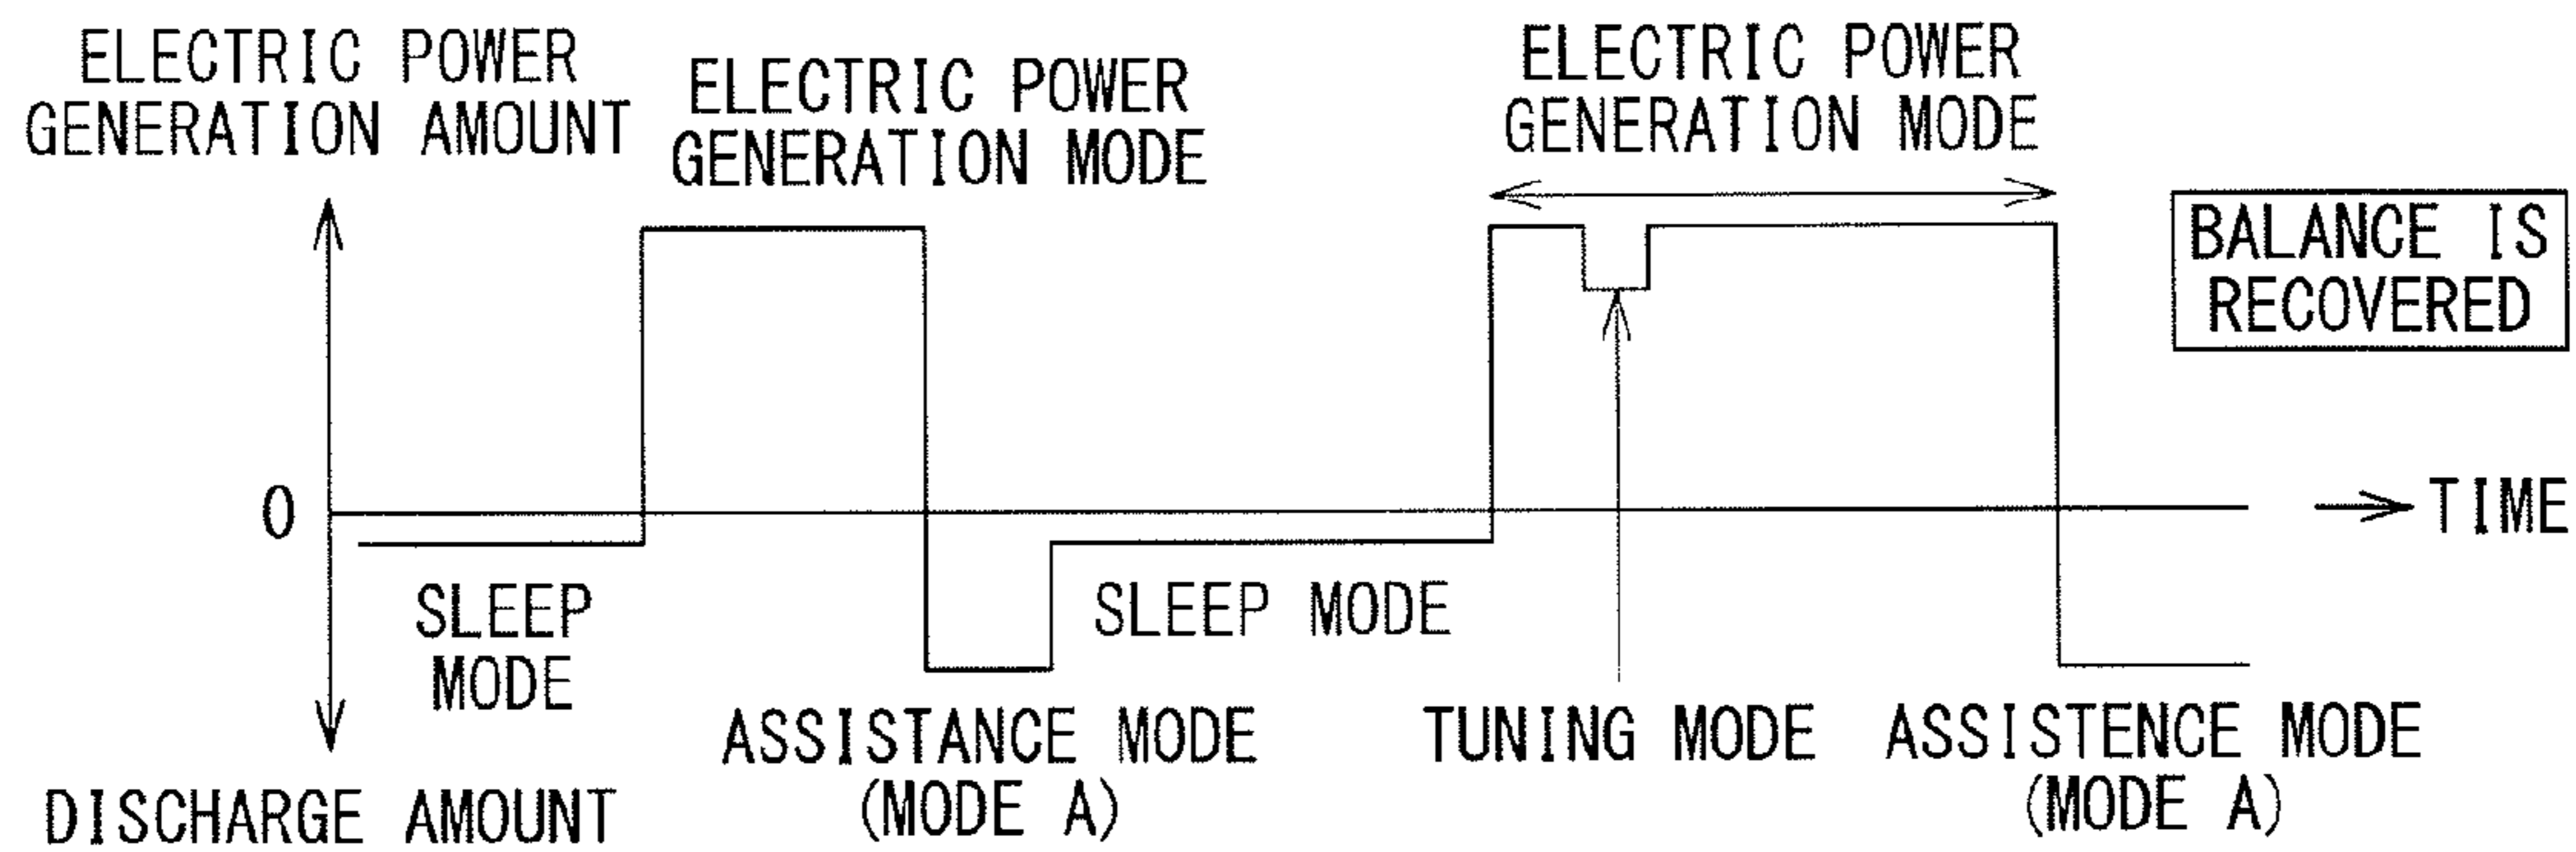 ELECTRIC POWER
GENERATION AMOUNT
ELECTRIC POWER
GENERATION MODE
ELECTRIC POWER
GENERATION MODE
BALANCE IS
RECOVERED
0
TIME
SLEEP
MODE
SLEEP MODE
ASSISTANCE MODE
(MODE A)
TUNING MODE
ASSISTENCE MODE
(MODE A)
DISCHARGE AMOUNT